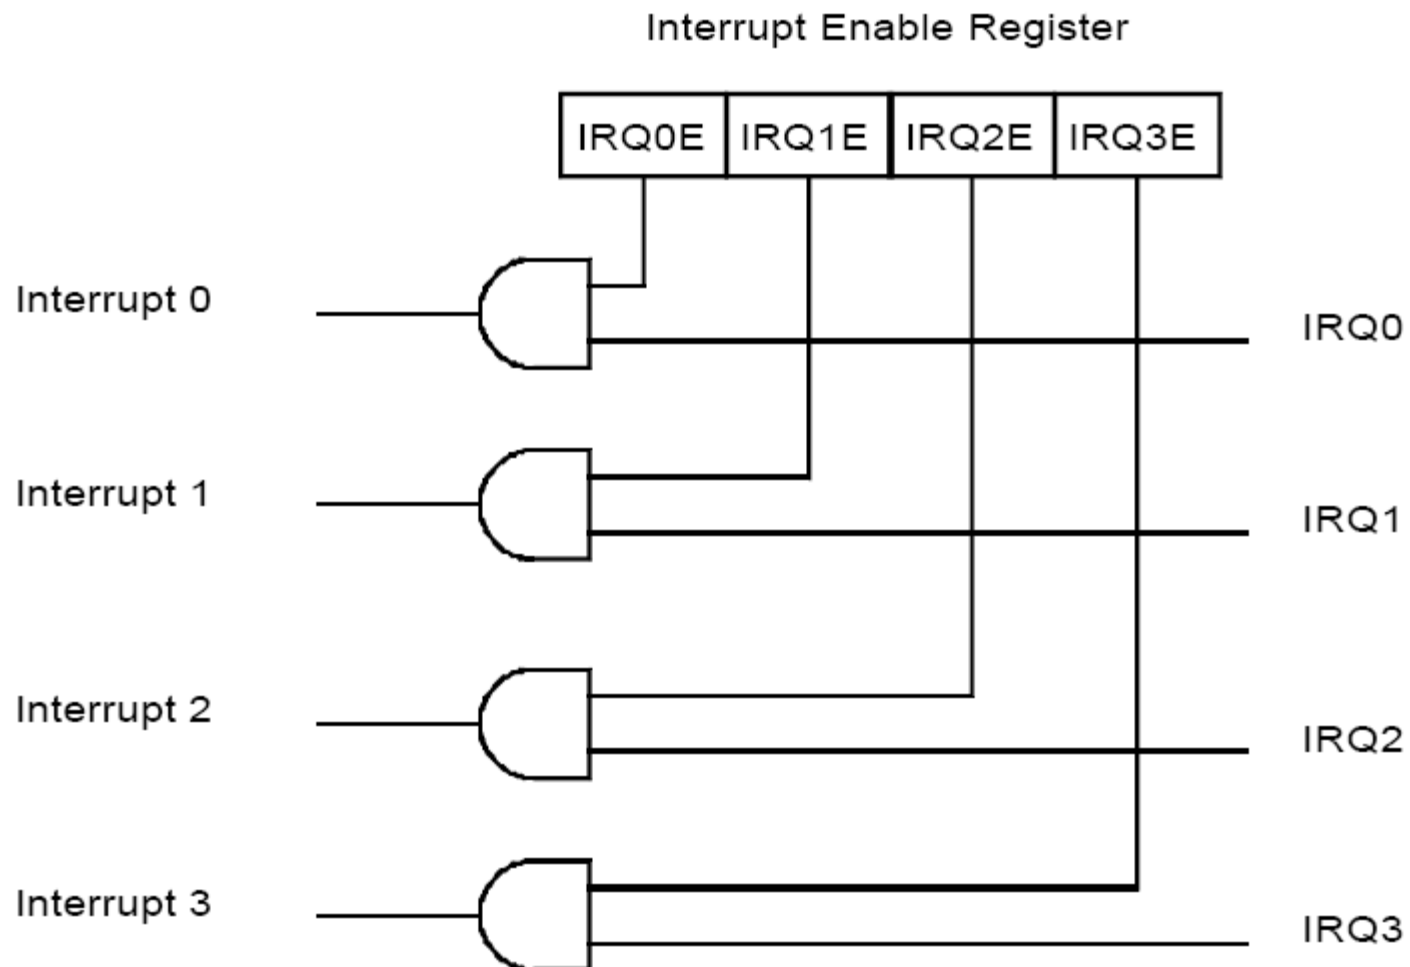 Interrupt Enable Register
IRQ0E IRQ1E IRQ2E IRQ3E
Interrupt 0
IRQ0
Interrupt 1
IRQ1
Interrupt 2
IRQ2
Interrupt 3
IRQ3